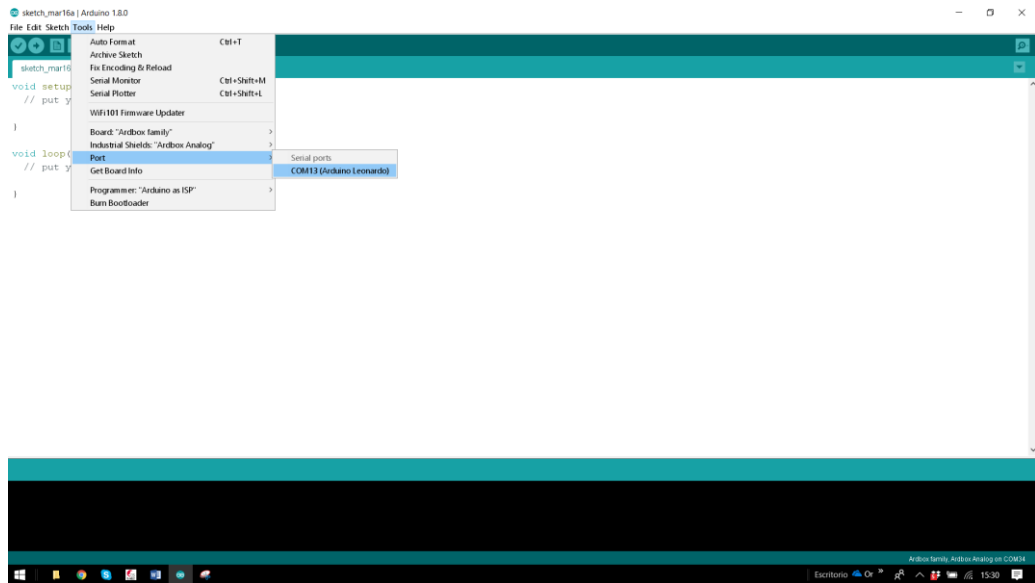 sketch_mar16a | Arduino 1.8.0
File Edit Sketch Tools Help
sketch_mar16
Auto Format Ctrl+T
Archive Sketch
Fix Encoding & Reload
Serial Monitor Ctrl+Shift+M
Serial Plotter Ctrl+Shift+L
WiFi101 Firmware Updater
Board: "Ardbox family"
Industrial Shields: "Ardbox Analog"
Port
Get Board Info
Programmer: "Arduino as ISP"
Burn Bootloader
Serial ports
COM13 (Arduino Leonardo)
void setup
// put y
}
void loop(
// put y
}
Ardbox family, Ardbox Analog on COM34
Escritorio Or 15:30